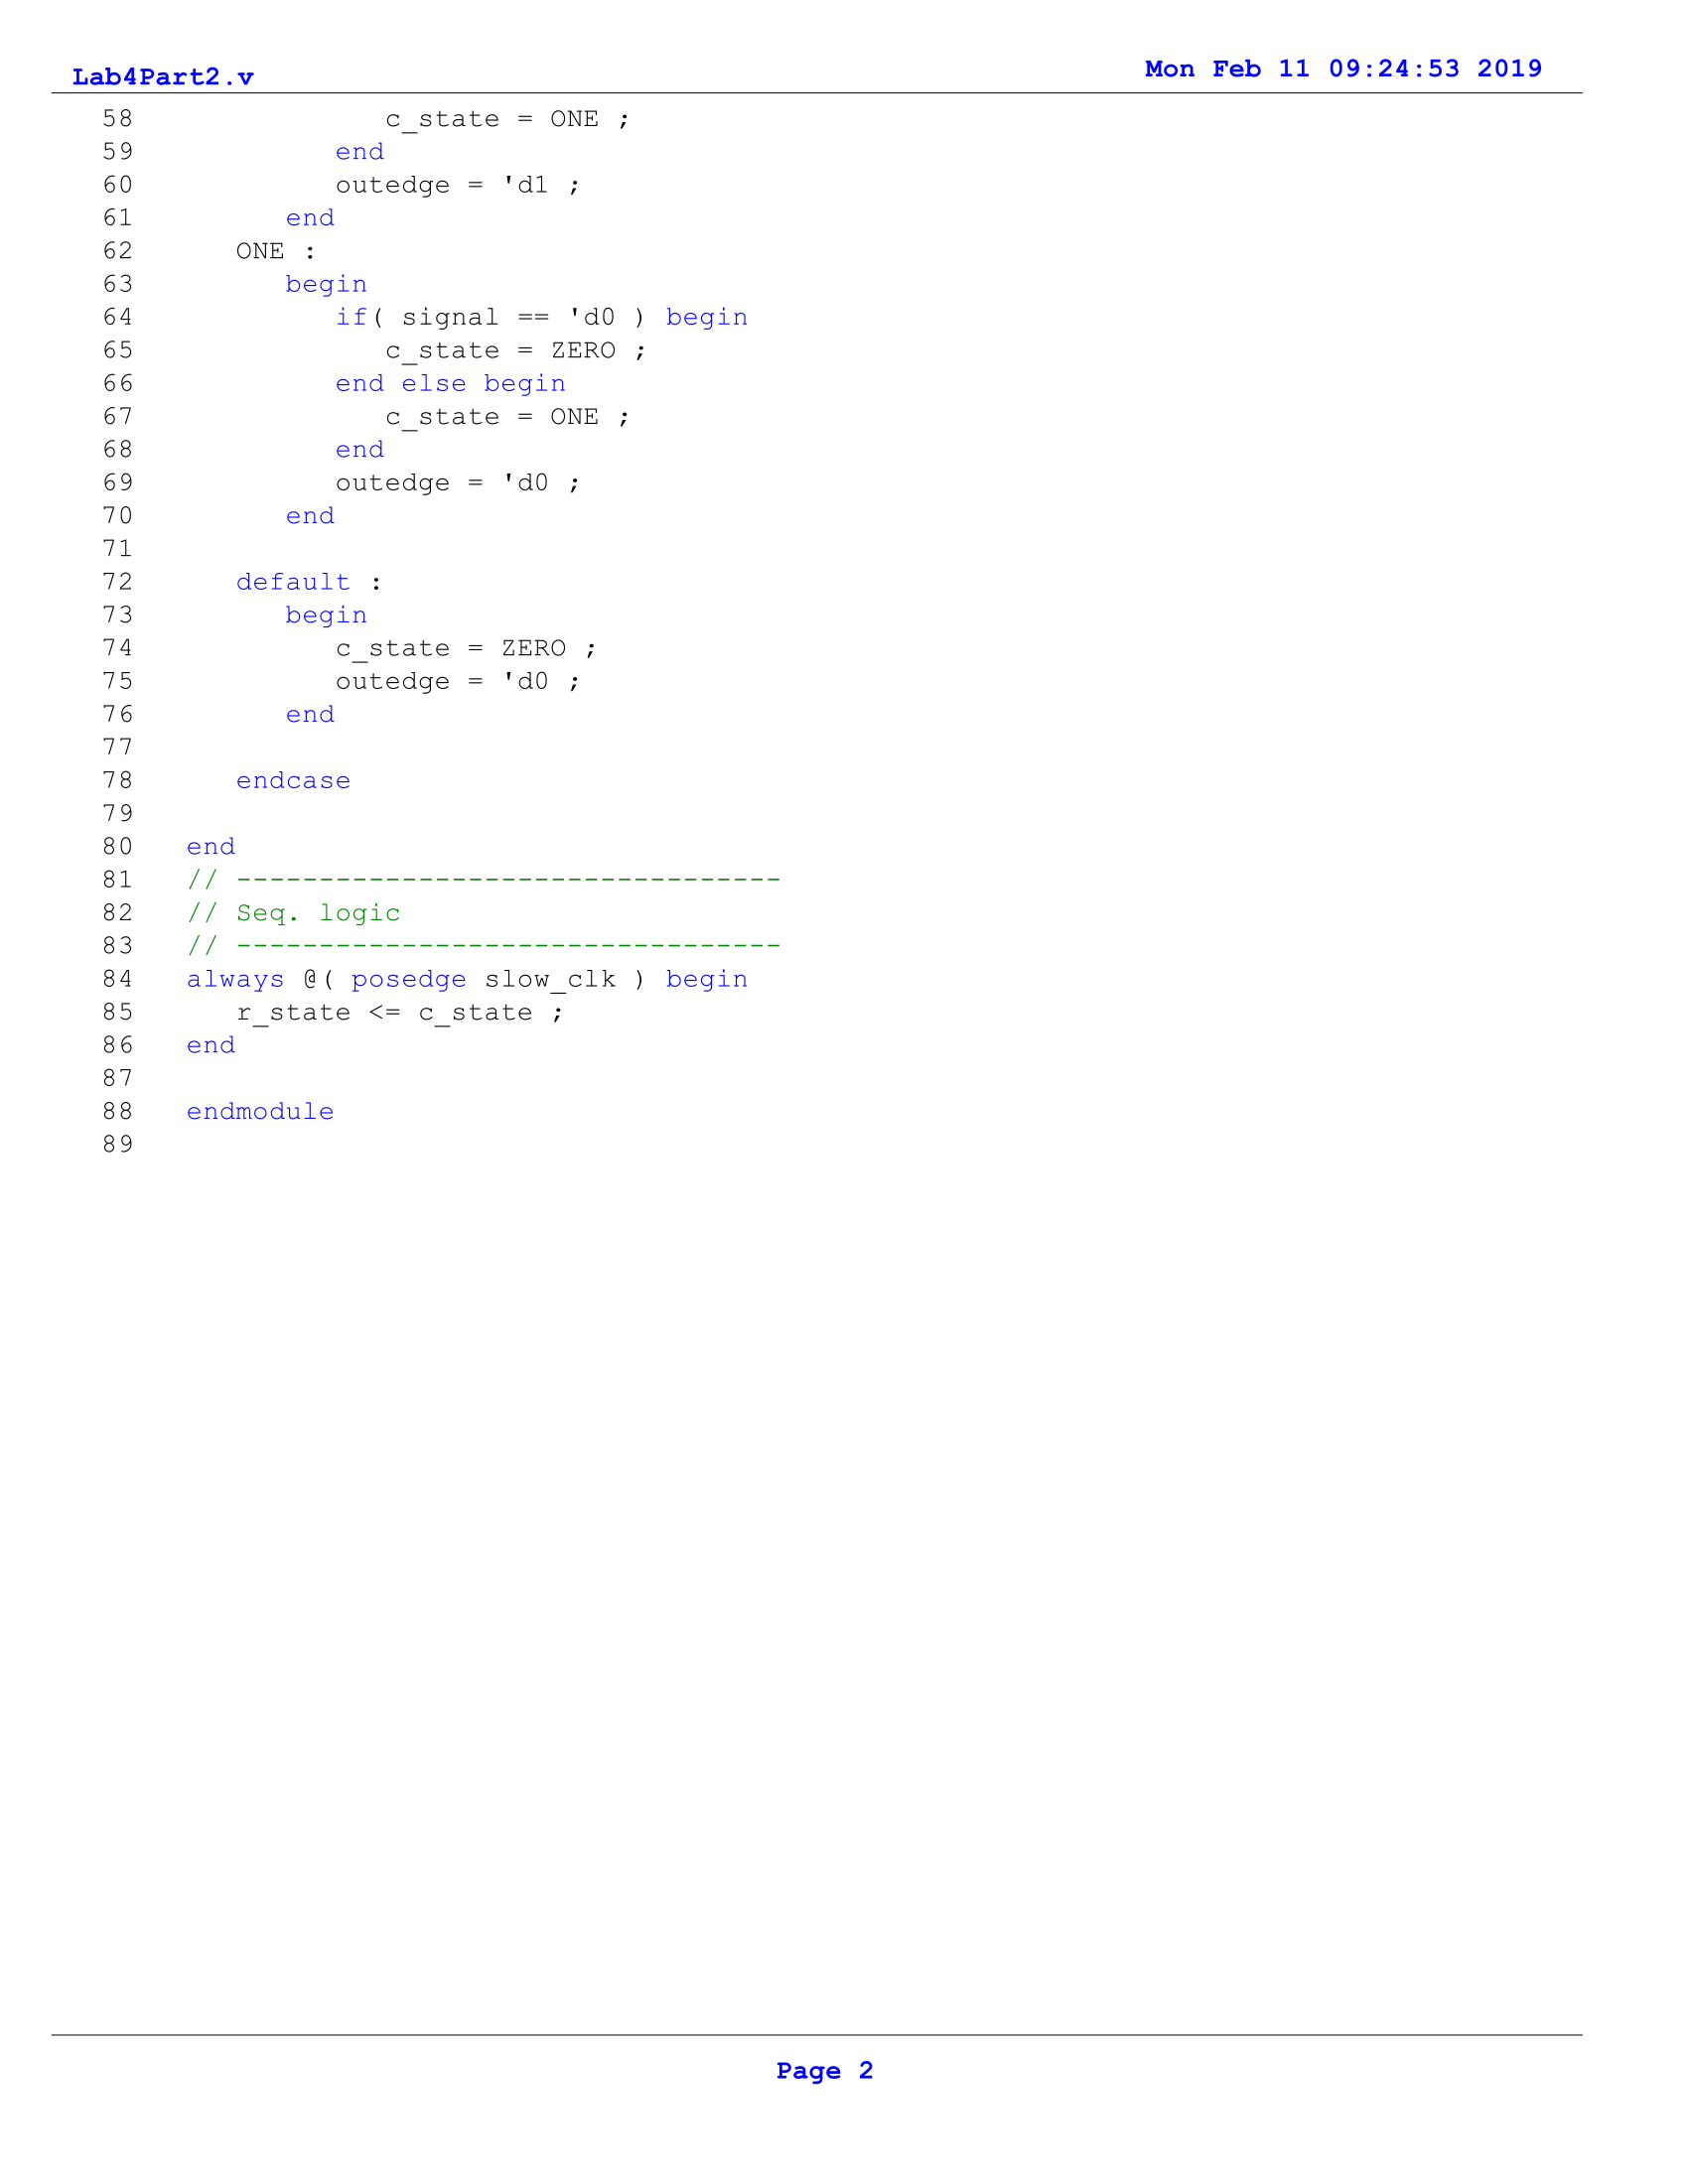 Lab4Part2.v
Mon Feb 11 09:24:53 2019
58 c_state = ONE ;
59 end
60 outedge = 'd1 ;
61 end
62 ONE :
63 begin
64 if( signal == 'd0 ) begin
65 c_state = ZERO ;
66 end else begin
67 c_state = ONE ;
68 end
69 outedge = 'd0 ;
70 end
71
72 default :
73 begin
74 c_state = ZERO ;
75 outedge = 'd0 ;
76 end
77
78 endcase
79
80 end
81 // ---------------------------------
82 // Seq. logic
83 // ---------------------------------
84 always @( posedge slow_clk ) begin
85 r_state <= c_state ;
86 end
87
88 endmodule
89
Page 2